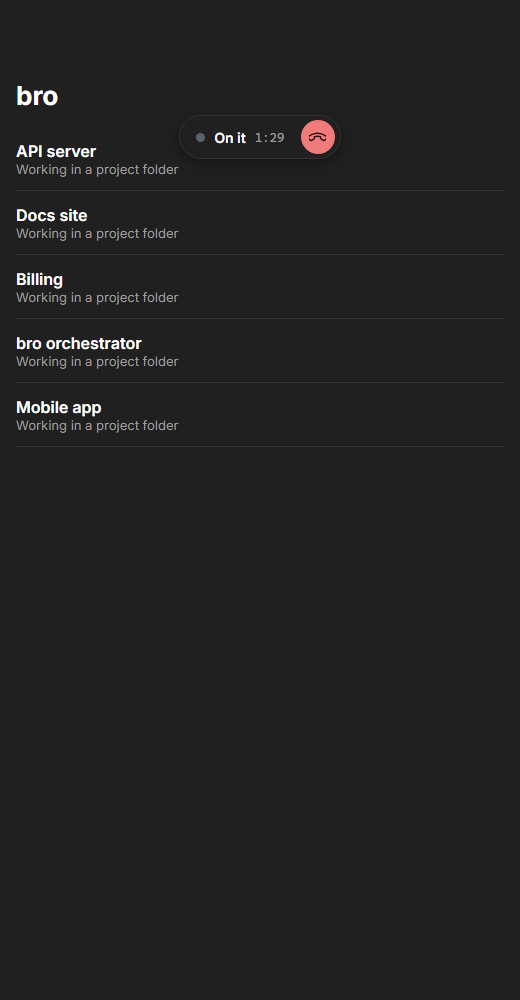 bro
On it 1:29
API server
Working in a project folder
Docs site
Working in a project folder
Billing
Working in a project folder
bro orchestrator
Working in a project folder
Mobile app
Working in a project folder